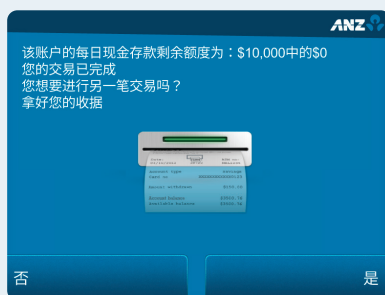 ANZ
该账户的每日现金存款剩余额度为：$10,000中的$0
您的交易已完成
您想要进行另一笔交易吗？
拿好您的收据
否
是